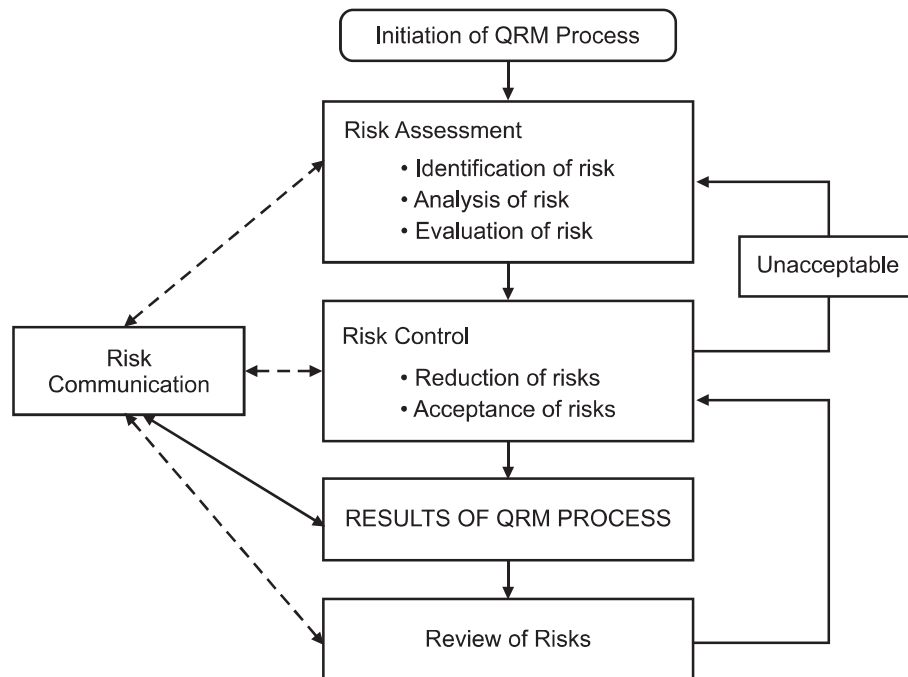 Initiation of QRM Process
Risk Assessment
• Identification of risk
• Analysis of risk
• Evaluation of risk
Unacceptable
Risk Control
• Reduction of risks
• Acceptance of risks
Risk
Communication
RESULTS OF QRM PROCESS
Review of Risks